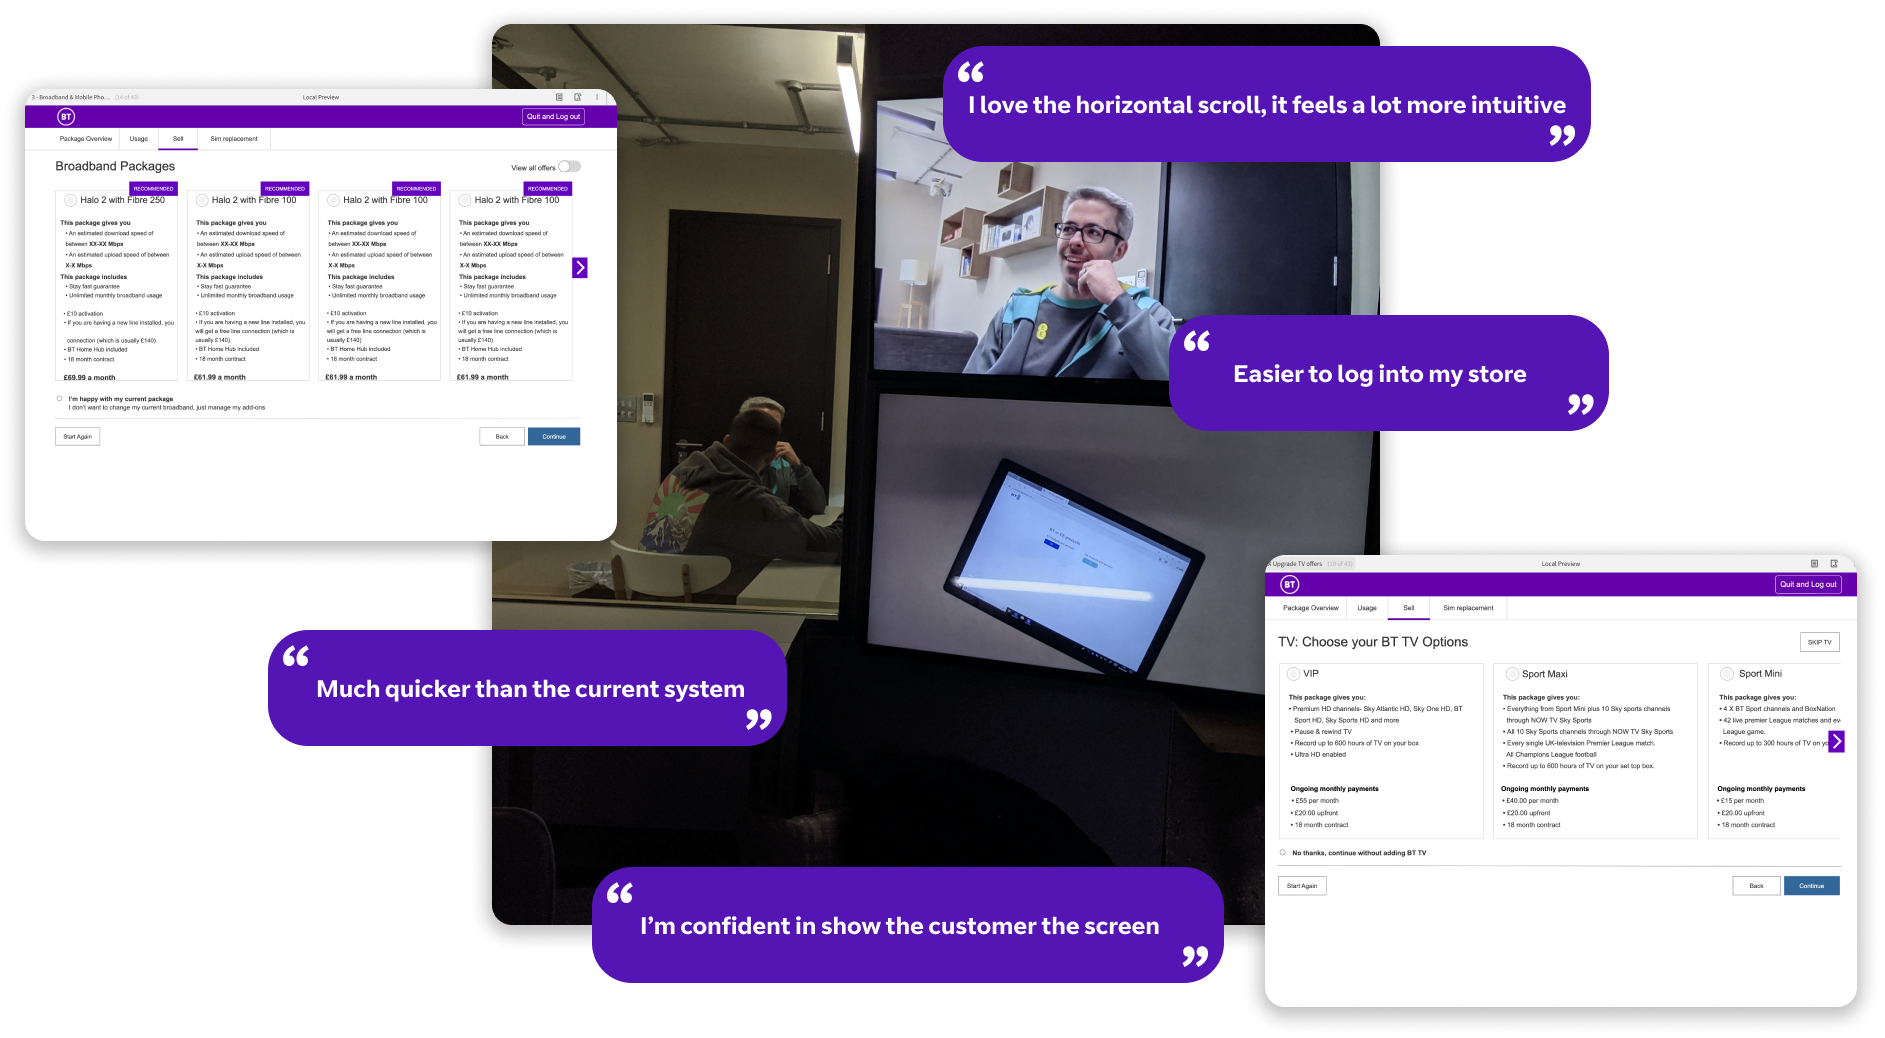 3 - Broadband & Mobile Pho... (14 of 43)
Local Preview
BT
Quit and Log out
Package Overview
Usage
Sell
Sim replacement
Broadband Packages
View all offers
RECOMMENDED
Halo 2 with Fibre 250
This package gives you
• An estimated download speed of
between XX-XX Mbps
• An estimated upload speed of between
X-X Mbps
This package includes
• Stay fast guarantee
• Unlimited monthly broadband usage
• £10 activation
• If you are having a new line installed, you
connection (which is usually £140)
• BT Home Hub included
• 18 month contract
£69.99 a month
RECOMMENDED
Halo 2 with Fibre 100
This package gives you
• An estimated download speed of
between XX-XX Mbps
• An estimated upload speed of between
X-X Mbps
This package includes
• Stay fast guarantee
• Unlimited monthly broadband usage
• £10 activation
• If you are having a new line installed, you
will get a free line connection (which is
usually £140)
• BT Home Hub included
• 18 month contract
£61.99 a month
RECOMMENDED
Halo 2 with Fibre 100
This package gives you
• An estimated download speed of
between XX-XX Mbps
• An estimated upload speed of between
X-X Mbps
This package includes
• Stay fast guarantee
• Unlimited monthly broadband usage
• £10 activation
• If you are having a new line installed, you
will get a free line connection (which is
usually £140)
• BT Home Hub included
• 18 month contract
£61.99 a month
RECOMMENDED
Halo 2 with Fibre 100
This package gives you
• An estimated download speed of
between XX-XX Mbps
• An estimated upload speed of between
X-X Mbps
This package includes
• Stay fast guarantee
• Unlimited monthly broadband usage
• £10 activation
• If you are having a new line installed, you
will get a free line connection (which is
usually £140)
• BT Home Hub included
• 18 month contract
£61.99 a month
I'm happy with my current package
I don't want to change my current broadband, just manage my add-ons
Start Again
Back
Continue
“I love the horizontal scroll, it feels a lot more intuitive”
“Easier to log into my store”
BT or EE products
“Much quicker than the current system”
“I’m confident in show the customer the screen”
Upgrade TV offers (19 of 43)
Local Preview
BT
Quit and Log out
Package Overview
Usage
Sell
Sim replacement
TV: Choose your BT TV Options
SKIP TV
VIP
This package gives you:
• Premium HD channels- Sky Atlantic HD, Sky One HD, BT
Sport HD, Sky Sports HD and more
• Pause & rewind TV
• Record up to 600 hours of TV on your box
• Ultra HD enabled
Ongoing monthly payments
• £55 per month
• £20.00 upfront
• 18 month contract
Sport Maxi
This package gives you:
• Everything from Sport Mini plus 10 Sky sports channels
through NOW TV Sky Sports
• All 10 Sky Sports channels through NOW TV Sky Sports
• Every single UK-television Premier League match.
All Champions League football
• Record up to 600 hours of TV on your set top box.
Ongoing monthly payments
• £40.00 per month
• £20.00 upfront
• 18 month contract
Sport Mini
This package gives you:
• 4 X BT Sport channels and BoxNation
• 42 live premier League matches and ev
League game.
• Record up to 300 hours of TV on yo
Ongoing monthly payments
• £15 per month
• £20.00 upfront
• 18 month contract
No thanks, continue without adding BT TV
Start Again
Back
Continue